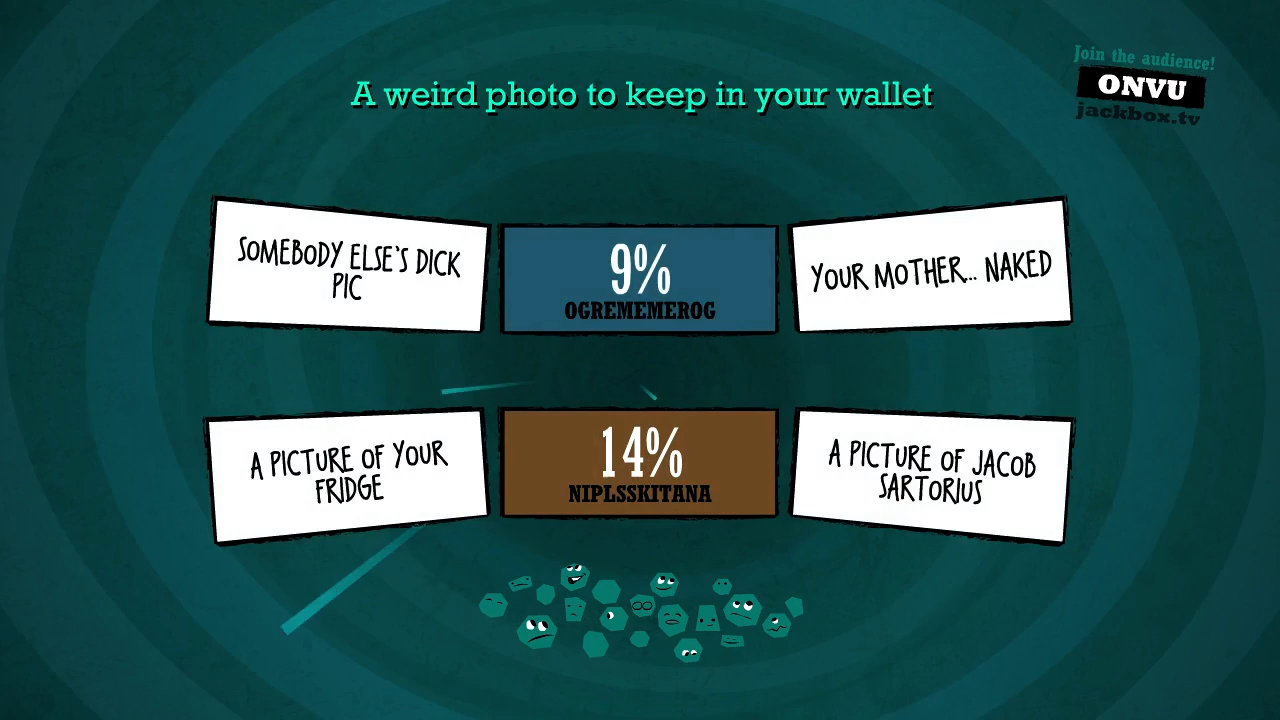 Join the audience!
ONVU
jackbox.tv
A weird photo to keep in your wallet
SOMEBODY ELSE'S DICK
PIC
9%
OGREMEMEROG
YOUR MOTHER... NAKED
A PICTURE OF YOUR
FRIDGE
14%
NIPLSSKITANA
A PICTURE OF JACOB
SARTORIUS